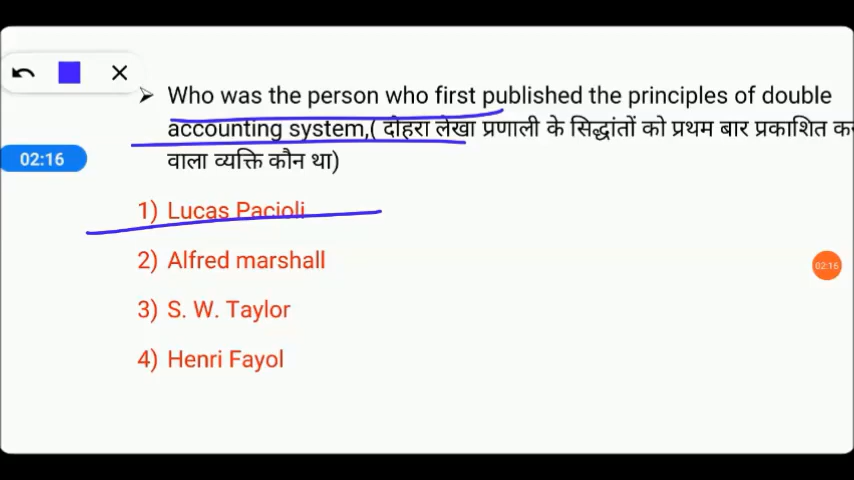 Who was the person who first published the principles of double
accounting system,( दोहरा लेखा प्रणाली के सिद्धांतों को प्रथम बार प्रकाशित
02:16
वाला व्यक्ति कौन था)
1) Lucas Pacioli
2) Alfred marshall
02:16
3) S. W. Taylor
4) Henri Fayol